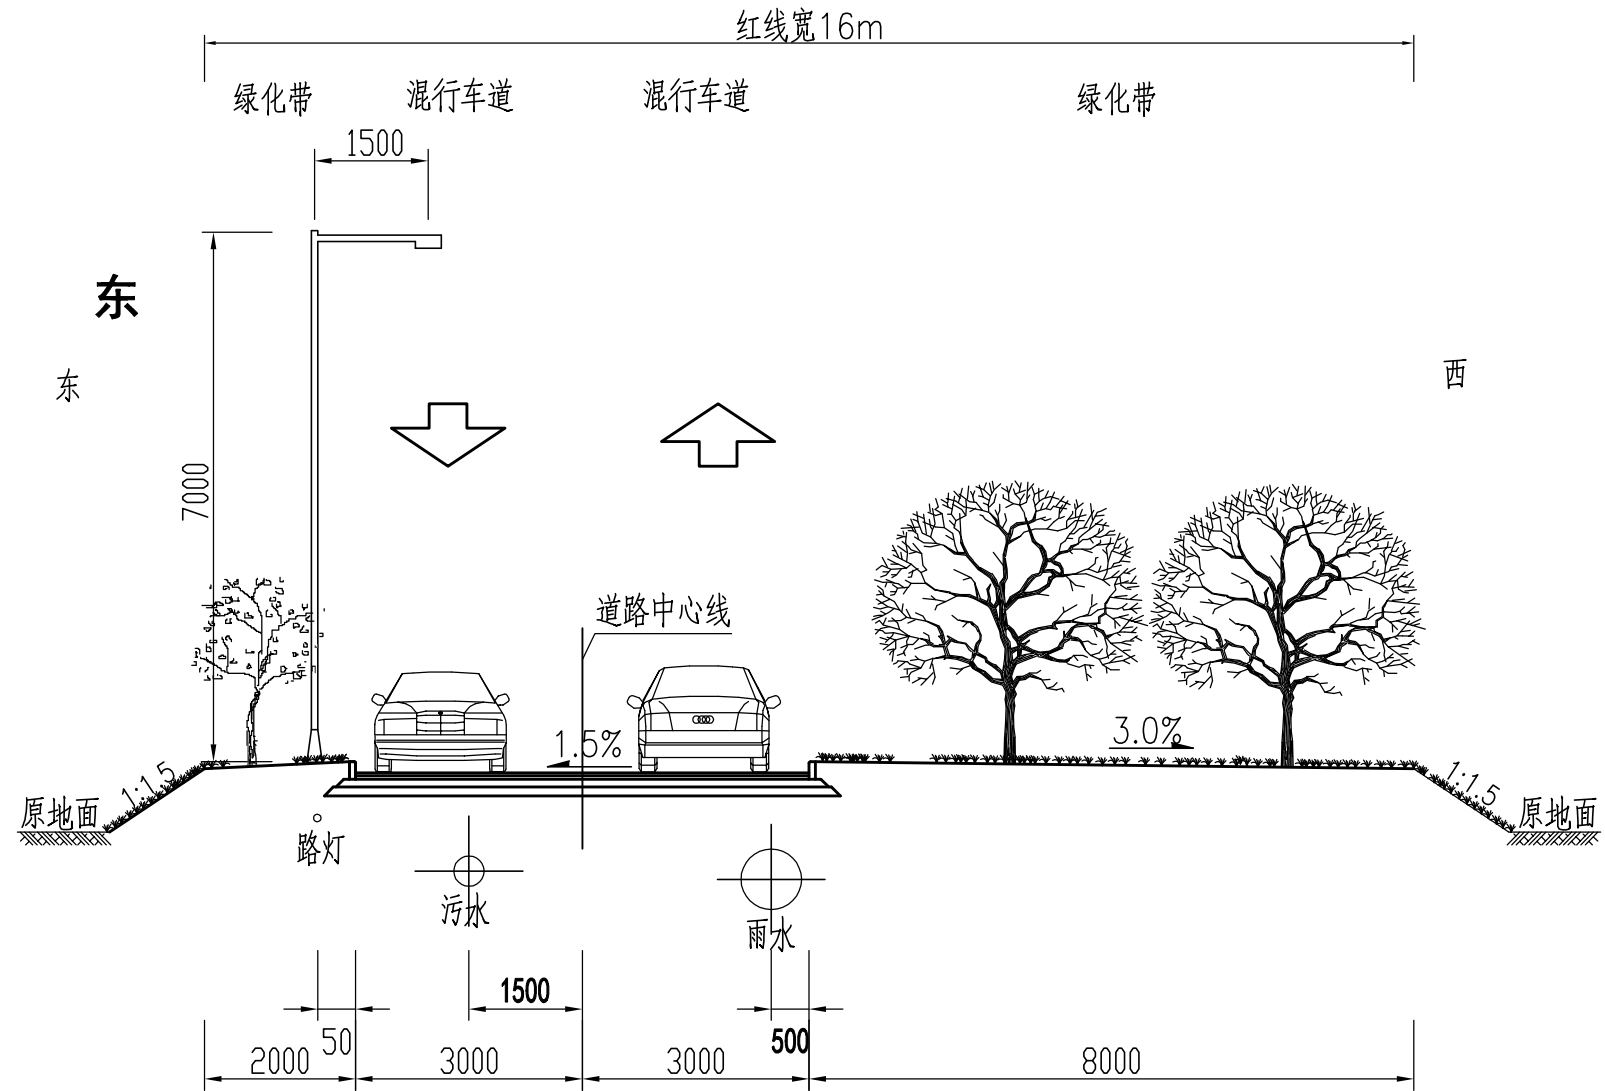 红线宽16m
绿化带
混行车道
混行车道
绿化带
1500
东
东
西
7000
道路中心线
1.5%
3.0%
1:1.5
1:1.5
原地面
原地面
路灯
污水
雨水
1500
50
500
2000
3000
3000
8000